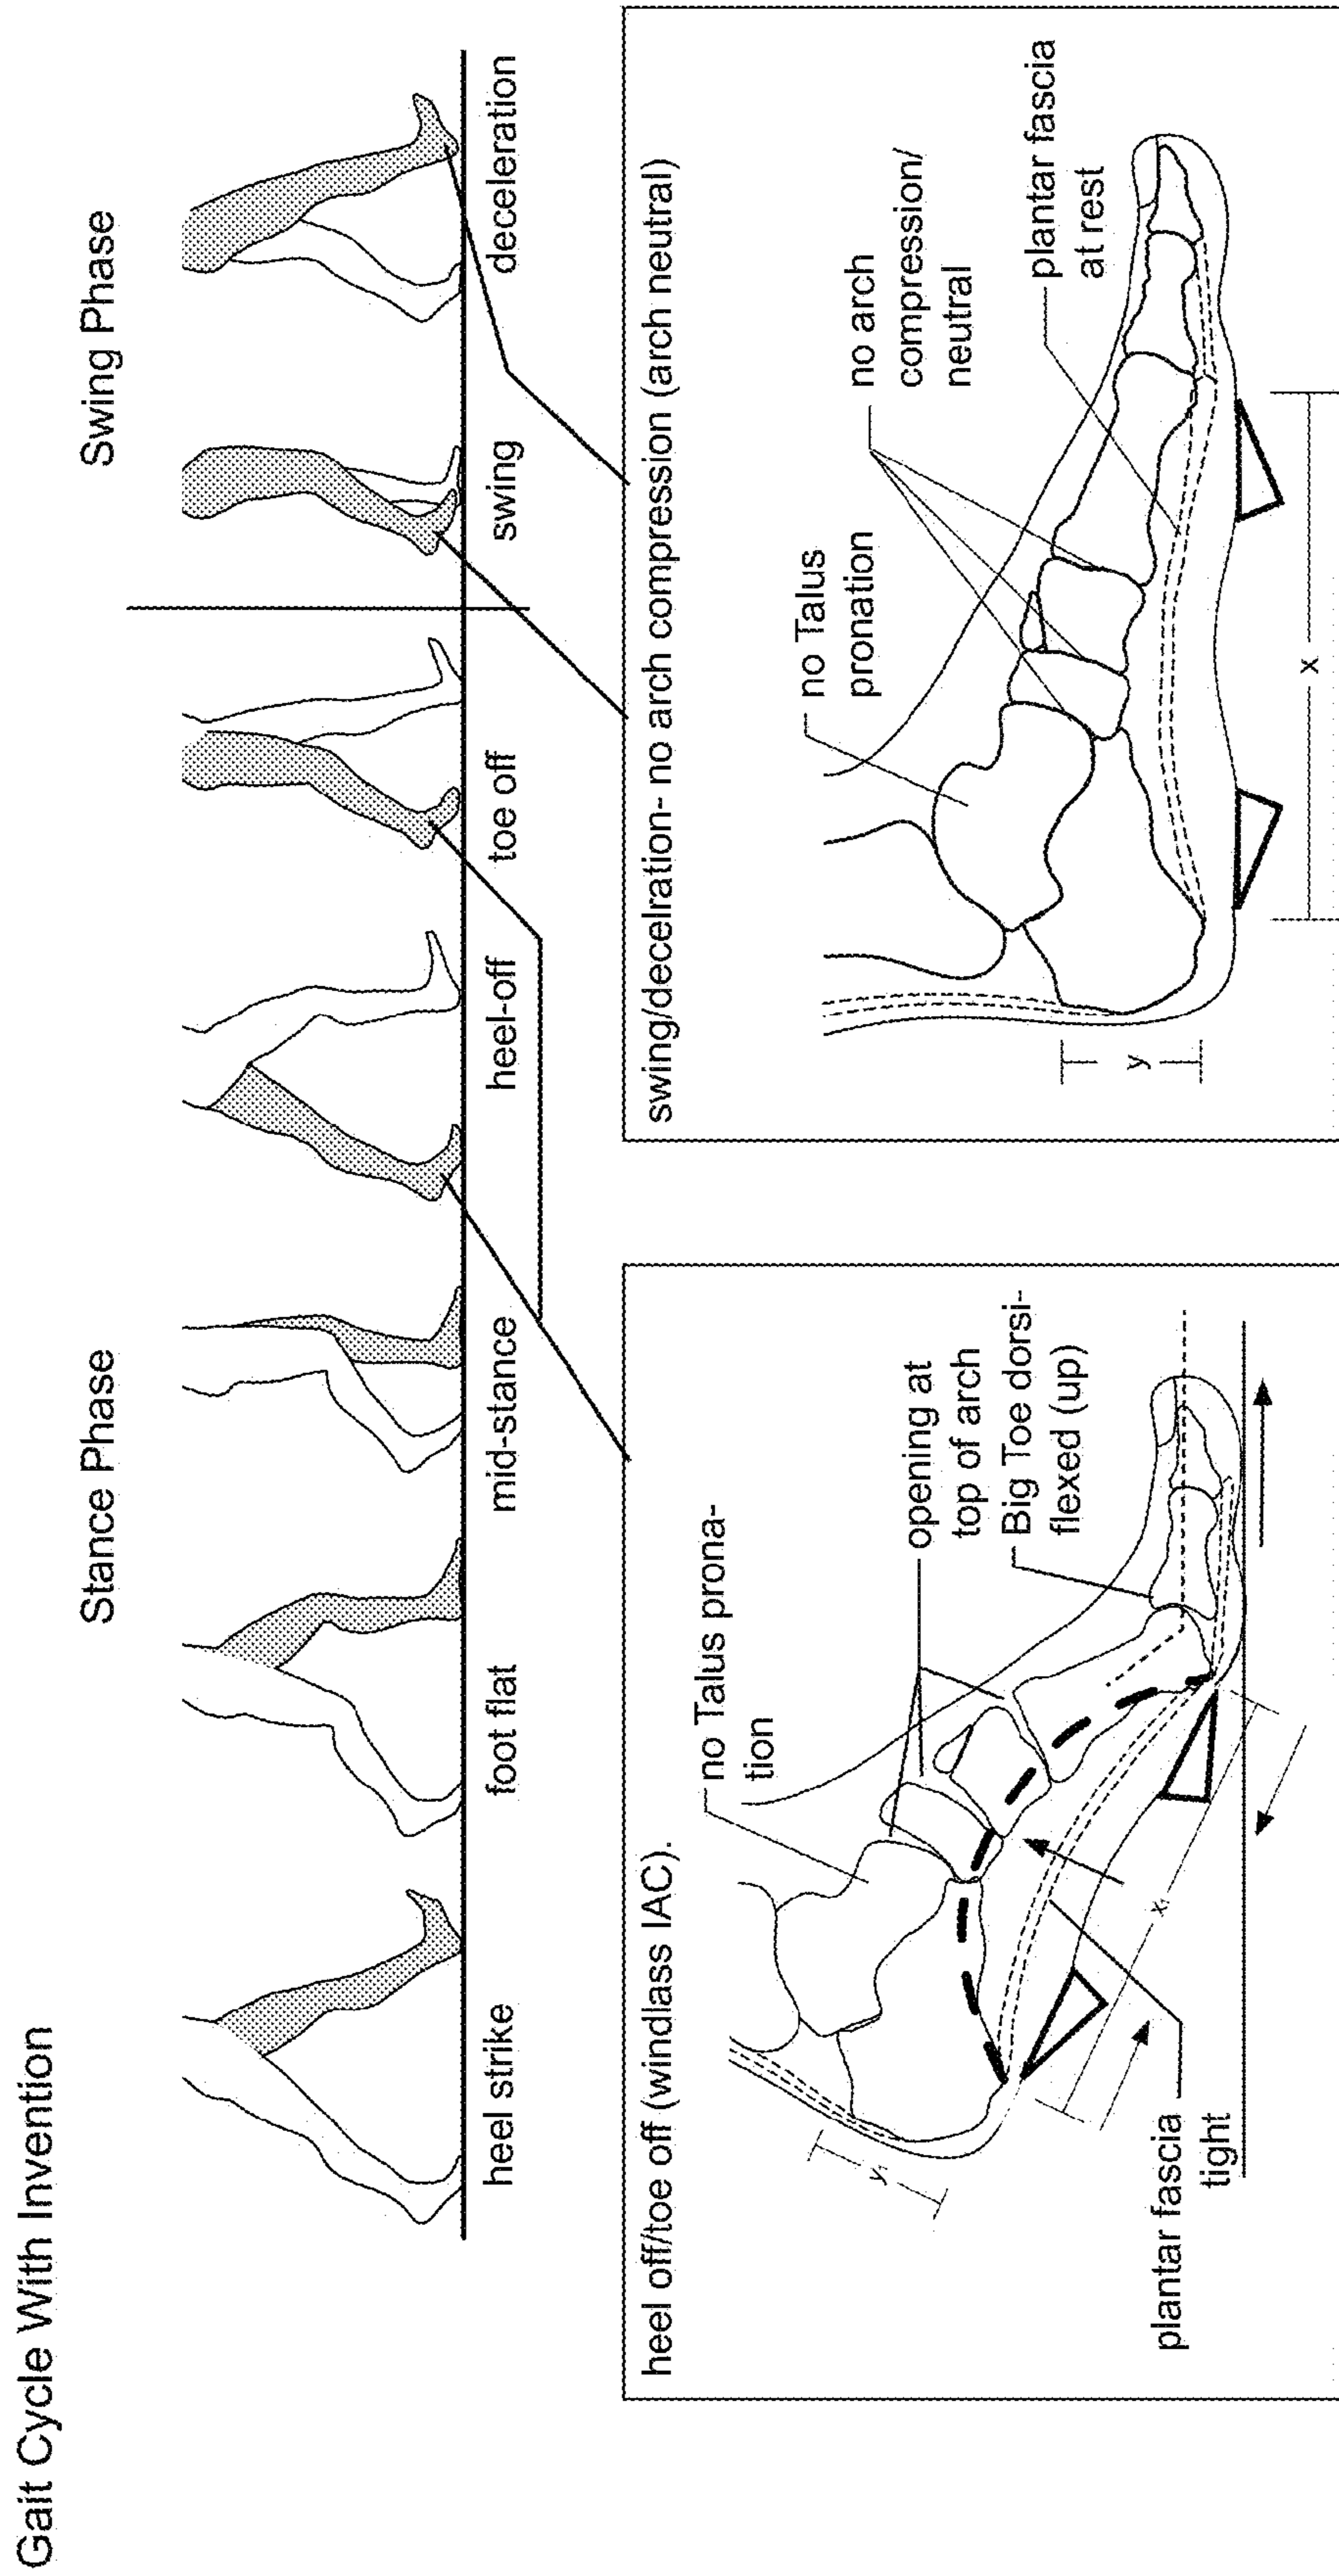 Gait Cycle With Invention
Stance Phase
Swing Phase
heel strike
foot flat
mid-stance
heel-off
toe off
swing
deceleration
heel off/toe off (windlass IAC).
no Talus prona-
tion
opening at
top of arch
Big Toe dorsi-
flexed (up)
plantar fascia
tight
y₁
x₁
swing/decelration- no arch compression (arch neutral)
no Talus
pronation
no arch
compression/
neutral
plantar fascia
at rest
y
x